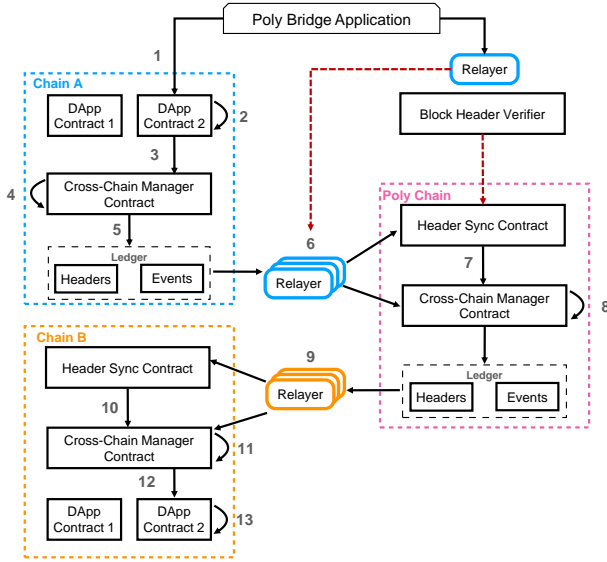 Poly Bridge Application
1
Relayer
Chain A
DApp
Contract 1
DApp
Contract 2
2
Block Header Verifier
3
4
Cross-Chain Manager
Contract
Poly Chain
5
6
Header Sync Contract
Ledger
Headers
Events
Relayer
7
Cross-Chain Manager
Contract
8
Chain B
Header Sync Contract
9
Relayer
Ledger
Headers
Events
10
Cross-Chain Manager
Contract
11
12
DApp
Contract 1
DApp
Contract 2
13